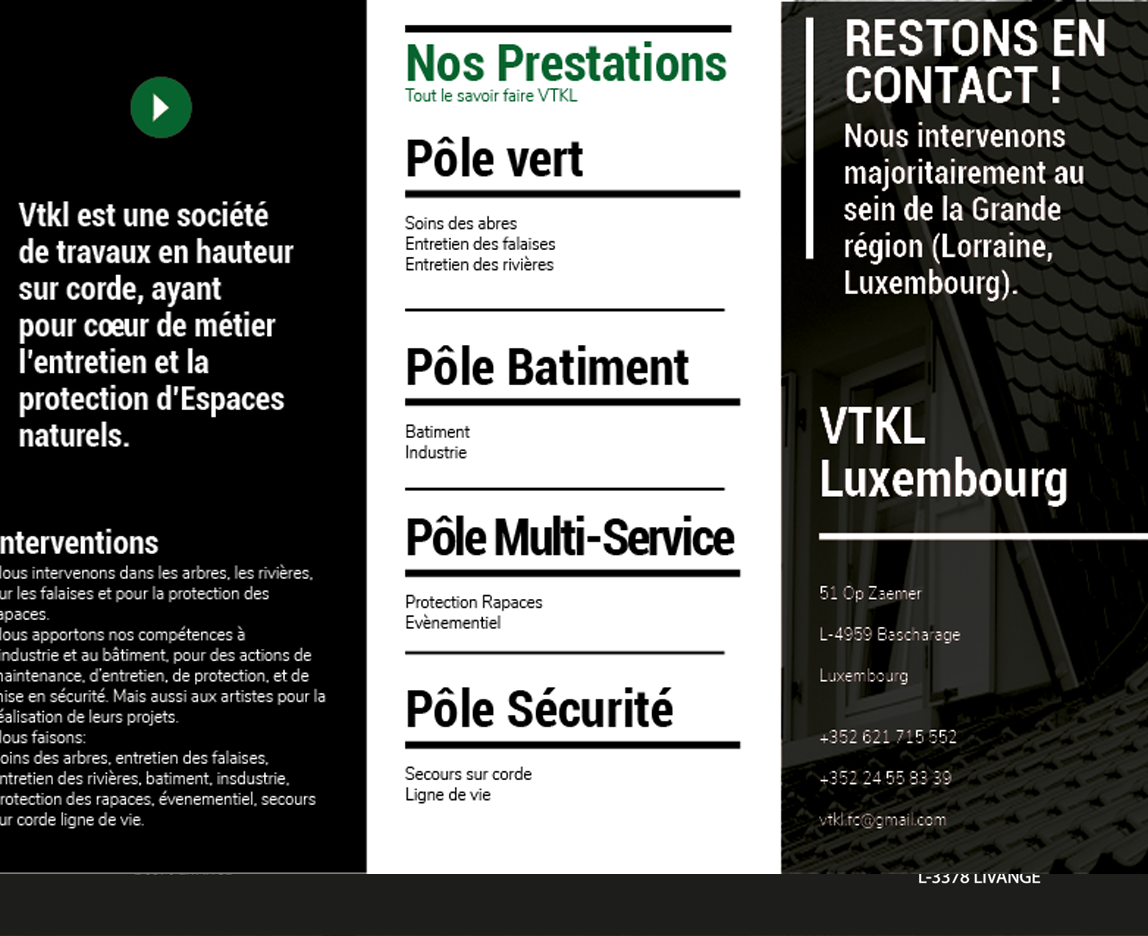 Vtkl est une société
de travaux en hauteur
sur corde, ayant
pour cœur de métier
l'entretien et la
protection d'Espaces
naturels.
nterventions
ous intervenons dans les arbres, les rivières,
ur les falaises et pour la protection des
apaces.
ous apportons nos compétences à
industrie et au bâtiment, pour des actions de
naintenance, d'entretien, de protection, et de
nise en sécurité. Mais aussi aux artistes pour la
éalisation de leurs projets.
ous faisons:
oins des arbres, entretien des falaises,
ntretien des rivières, batiment, insdustrie,
rotection des rapaces, évenementiel, secours
ur corde ligne de vie.
Nos Prestations
Tout le savoir faire VTKL
Pôle vert
Soins des abres
Entretien des falaises
Entretien des rivières
Pôle Batiment
Batiment
Industrie
Pôle Multi-Service
Protection Rapaces
Evènementiel
Pôle Sécurité
Secours sur corde
Ligne de vie
RESTONS EN
CONTACT !
Nous intervenons
majoritairement au
sein de la Grande
région (Lorraine,
Luxembourg).
VTKL
Luxembourg
51 Op Zaemer
L-4959 Bascharage
Luxembourg
+352 621 715 552
+352 24 55 83 39
vtkl.fc@gmail.com
L-3378 LIVANGE